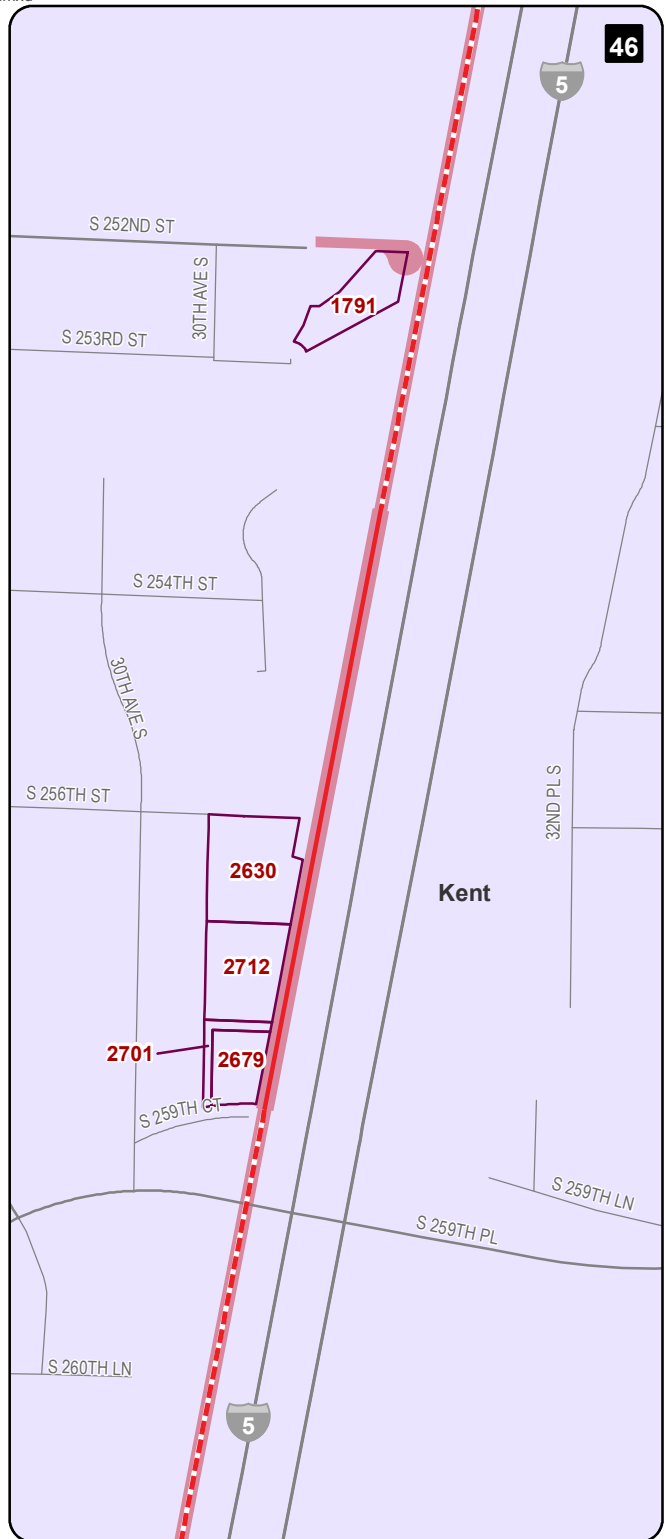 46
5
S 252ND ST
30TH AVE S
1791
S 253RD ST
S 254TH ST
30TH AVE S
S 256TH ST
32ND PL S
2630
Kent
2712
2701
2679
S 259TH CT
S 259TH LN
S 259TH PL
S 260TH LN
5